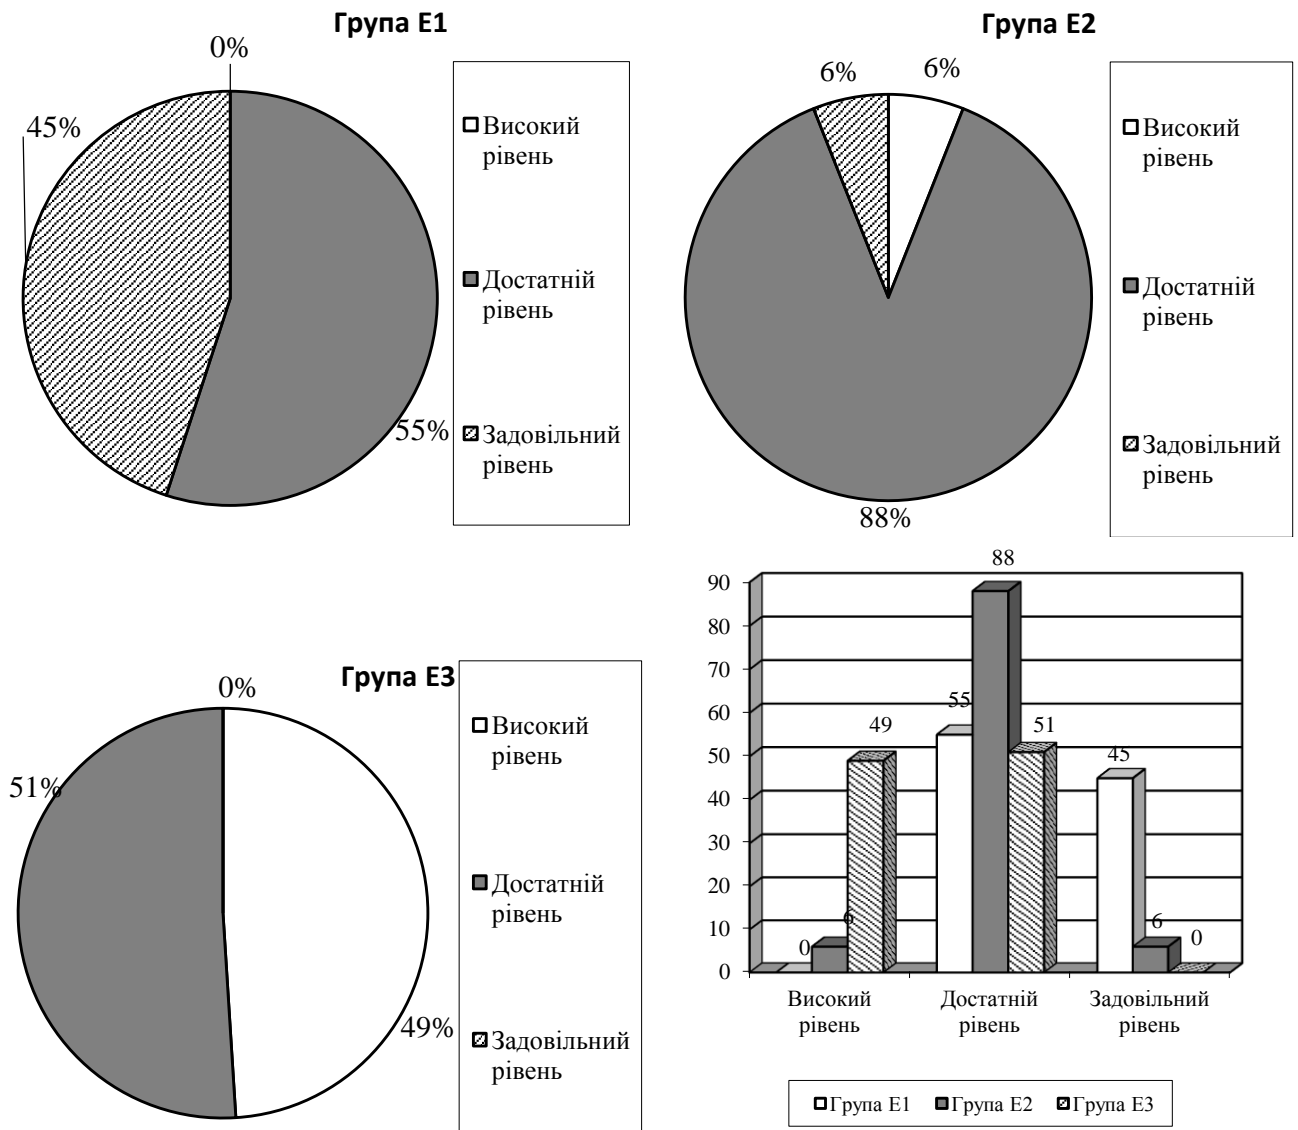 Група Е1
0%
45%
55%
Високий
рівень
Достатній
рівень
Задовільний
рівень
Група Е2
6%
6%
88%
Високий
рівень
Достатній
рівень
Задовільний
рівень
Група Е3
0%
51%
49%
Високий
рівень
Достатній
рівень
Задовільний
рівень
90
80
70
60
50
40
30
20
10
0
0
6
49
55
88
51
45
6
0
Високий
рівень
Достатній
рівень
Задовільний
рівень
Група Е1 Група Е2 Група Е3